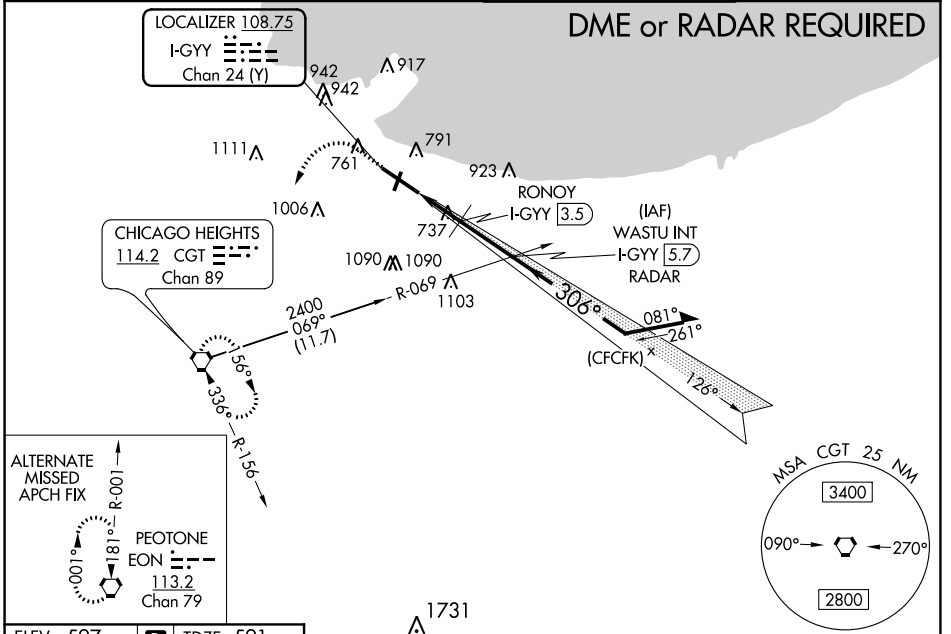 DME or RADAR REQUIRED
LOCALIZER 108.75
I-GYY
Chan 24 (Y)
942
942
917
1111
761
791
923
1006
RONOY
I-GYY 3.5
737
(IAF)
WASTU INT
I-GYY 5.7
RADAR
CHICAGO HEIGHTS
114.2 CGT
Chan 89
1090
1090
1103
R-069
2400
069°
(11.7)
306°
081°
261°
(CFCFK) x
126°
156°
336°
R-156
ALTERNATE
MISSED
APCH FIX
R-001
181°
001°
PEOTONE
EON
113.2
Chan 79
MSA CGT 25 NM
3400
090°
270°
2800
1731